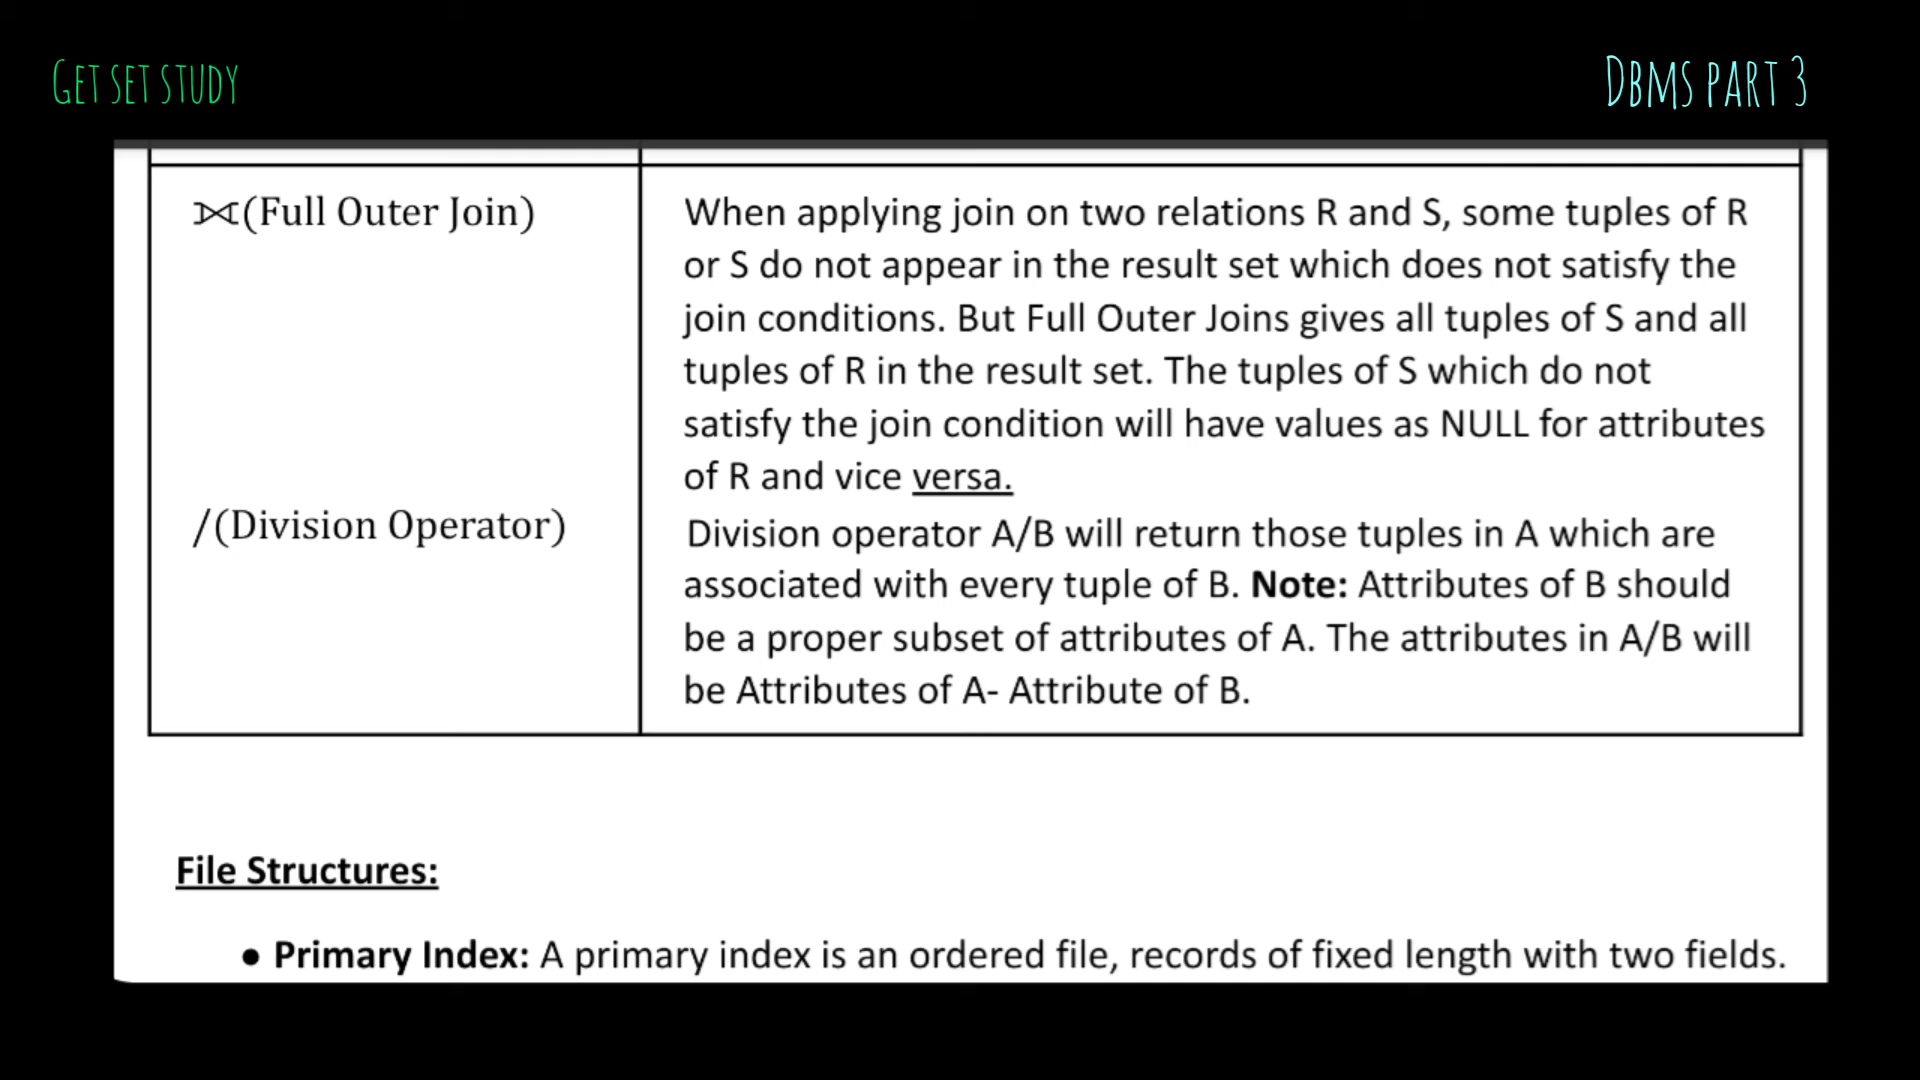 GET SET STUDY
DBMS PART 3
⟗(Full Outer Join)
When applying join on two relations R and S, some tuples of R
or S do not appear in the result set which does not satisfy the
join conditions. But Full Outer Joins gives all tuples of S and all
tuples of R in the result set. The tuples of S which do not
satisfy the join condition will have values as NULL for attributes
of R and vice versa.
/(Division Operator)
Division operator A/B will return those tuples in A which are
associated with every tuple of B. Note: Attributes of B should
be a proper subset of attributes of A. The attributes in A/B will
be Attributes of A- Attribute of B.
File Structures:
● Primary Index: A primary index is an ordered file, records of fixed length with two fields.